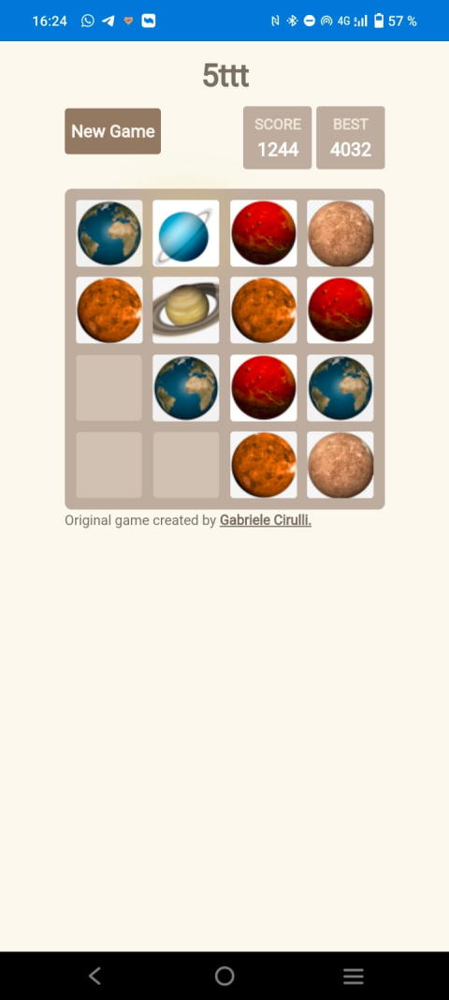 16:24 4G 57 %
5ttt
New Game
SCORE BEST
1244 4032
Original game created by Gabriele Cirulli.